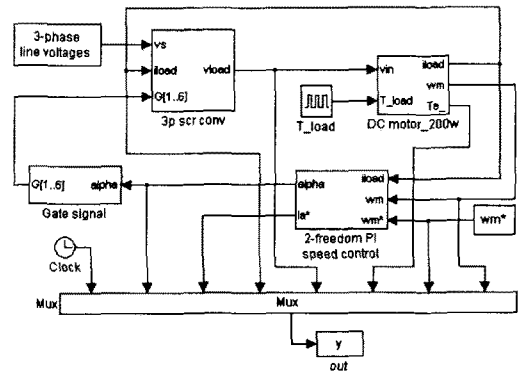 3-phase
line voltages
vs
iload
G[1..6]
vload
3p scr conv
T_load
vin
T_load
iload
wm
Te_
DC motor_200w
G[1..6]
alpha
Gate signal
alpha
ia*
iload
wm
wm*
2-freedom PI
speed control
wm*
Clock
Mux
Mux
y
out